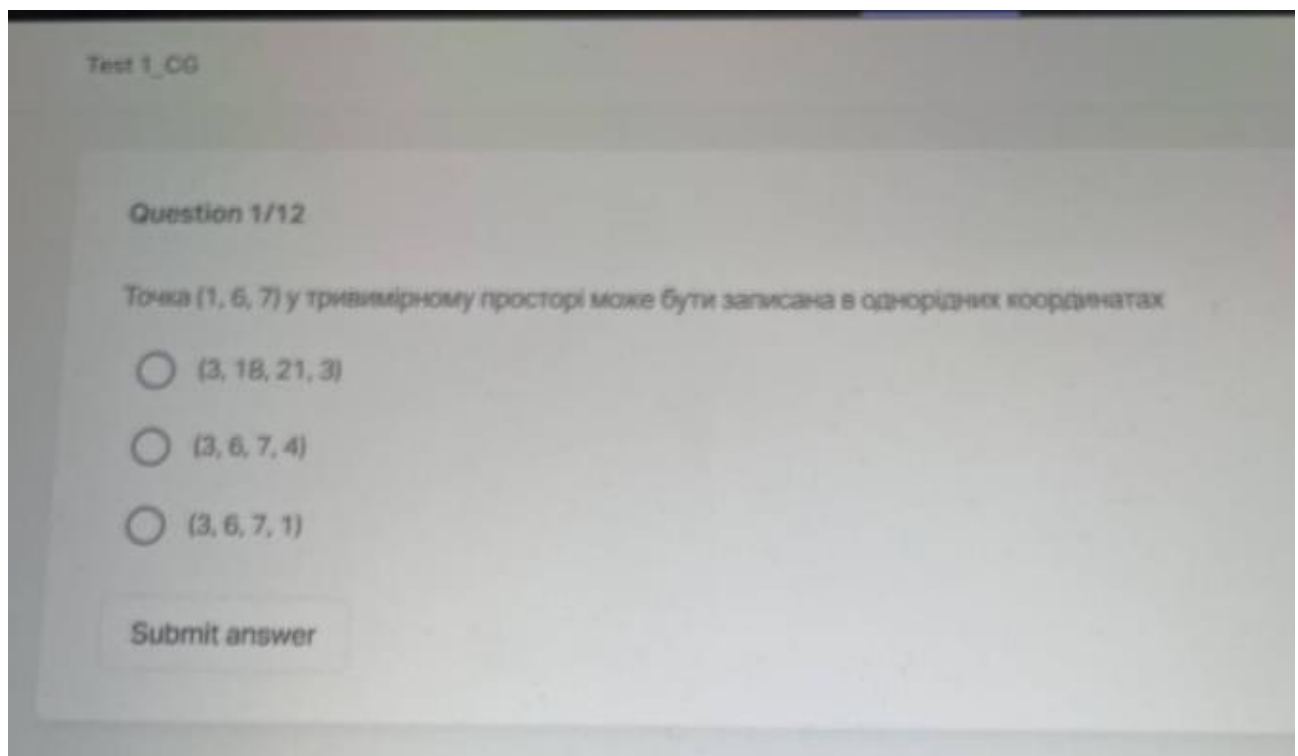 Test 1_CG
Question 1/12
Точка (1, 6, 7) у тривимірному просторі може бути записана в однорідних координатах
(3, 18, 21, 3)
(3, 6, 7, 4)
(3, 6, 7, 1)
Submit answer